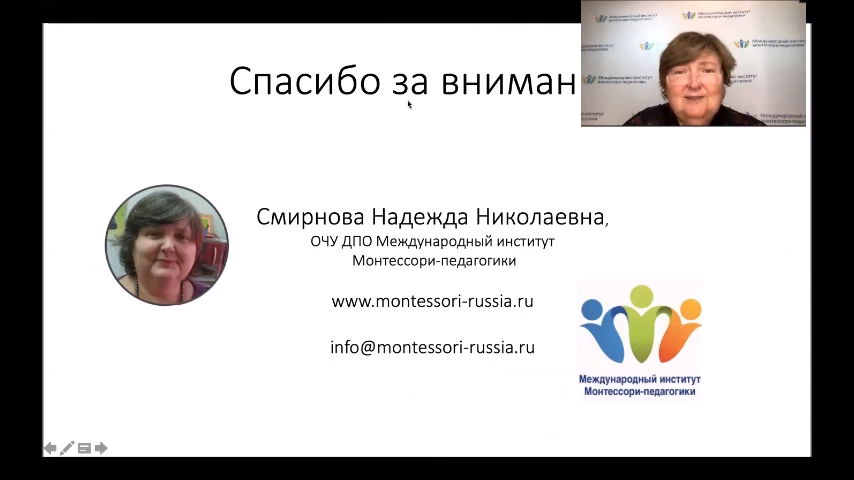 Спасибо за вниман
Смирнова Надежда Николаевна,
ОЧУ ДПО Международный институт
Монтессори-педагогики
www.montessori-russia.ru
info@montessori-russia.ru
Международный институт
Монтессори-педагогики